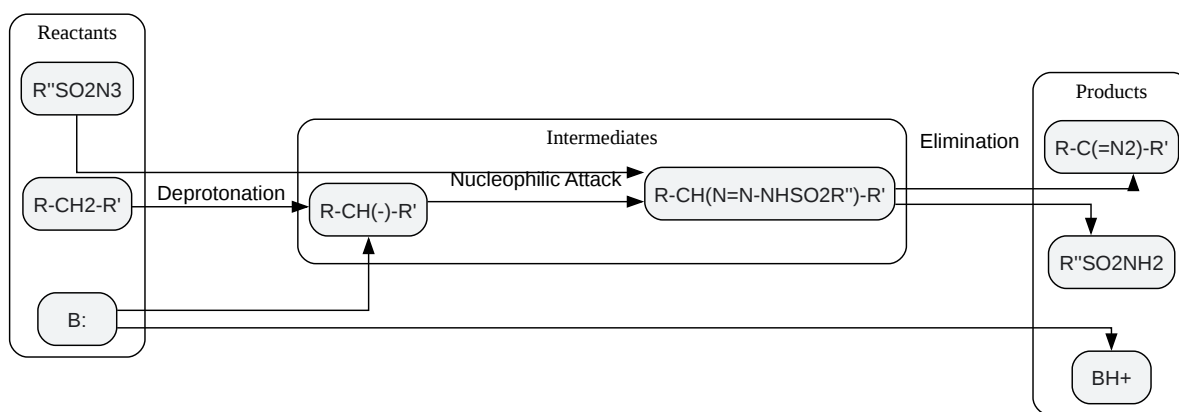 Reactants
R"SO2N3
R-CH2-R'
B:
Deprotonation
Intermediates
R-CH(-)-R'
Nucleophilic Attack
R-CH(N=N-NHSO2R")-R'
Elimination
Products
R-C(=N2)-R'
R"SO2NH2
BH+